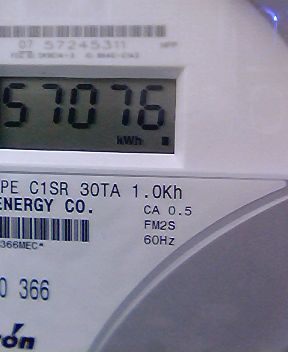 07 57245311
57076
kWh
PE C1SR 30TA 1.0Kh
ENERGY CO.
CA 0.5
366MEC*
FM2S
60Hz
0 366
rón